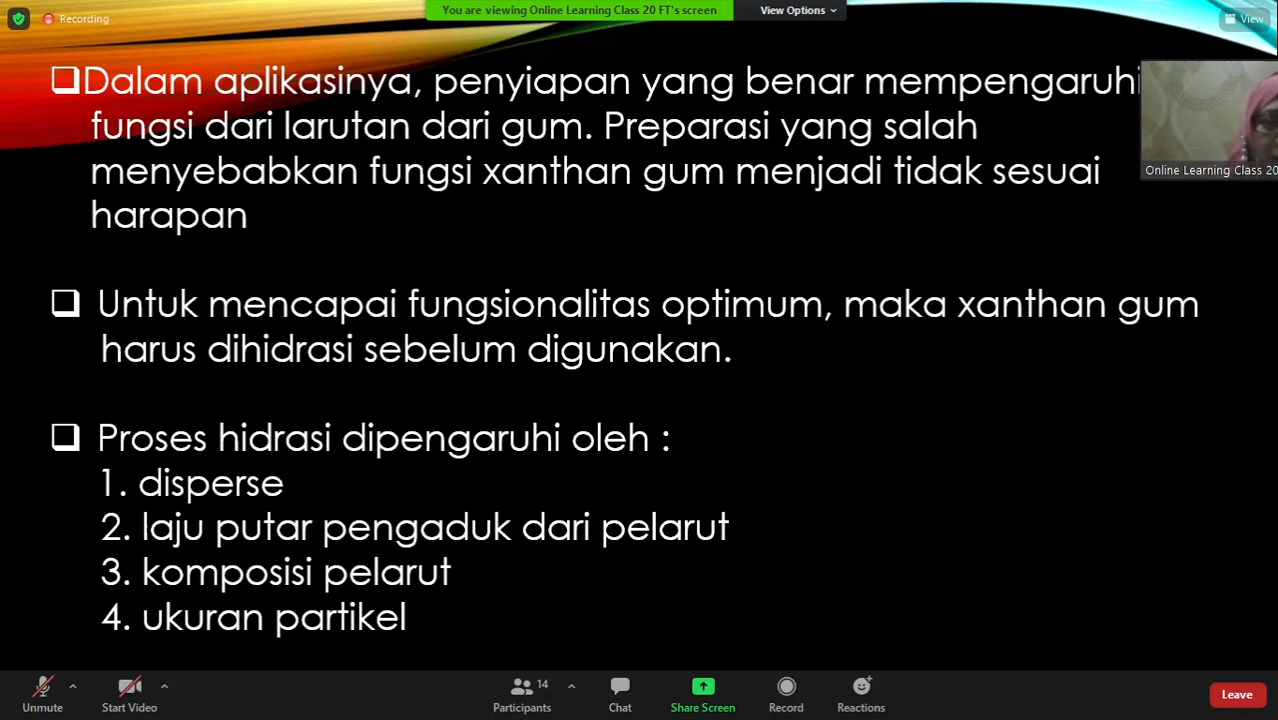 Recording
You are viewing Online Learning Class 20 FT's screen
View Options
View
Dalam aplikasinya, penyiapan yang benar mempengaruhi
fungsi dari larutan dari gum. Preparasi yang salah
menyebabkan fungsi xanthan gum menjadi tidak sesuai
harapan
Online Learning Class 20
Untuk mencapai fungsionalitas optimum, maka xanthan gum
harus dihidrasi sebelum digunakan.
Proses hidrasi dipengaruhi oleh :
1. disperse
2. laju putar pengaduk dari pelarut
3. komposisi pelarut
4. ukuran partikel
Unmute
Start Video
14
Participants
Chat
Share Screen
Record
Reactions
Leave